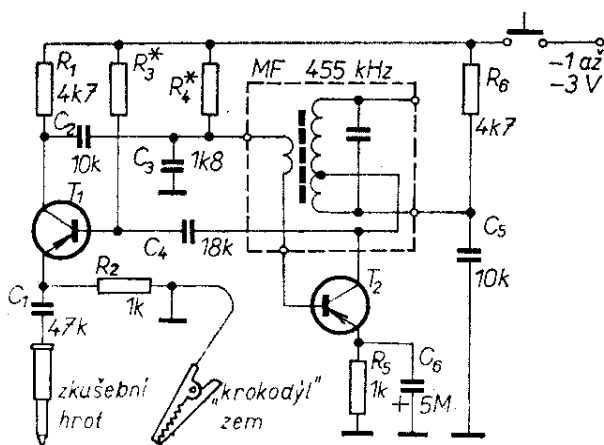 R1
4k7
R3*
R4*
MF 455 kHz
R6
4k7
–1 až
–3 V
C2
10k
C3
1k8
T1
C4
18k
C5
10k
R2
1k
C1
47k
T2
R5
1k
C6
+ 5M
zkušební
hrot
„krokodýl"
zem